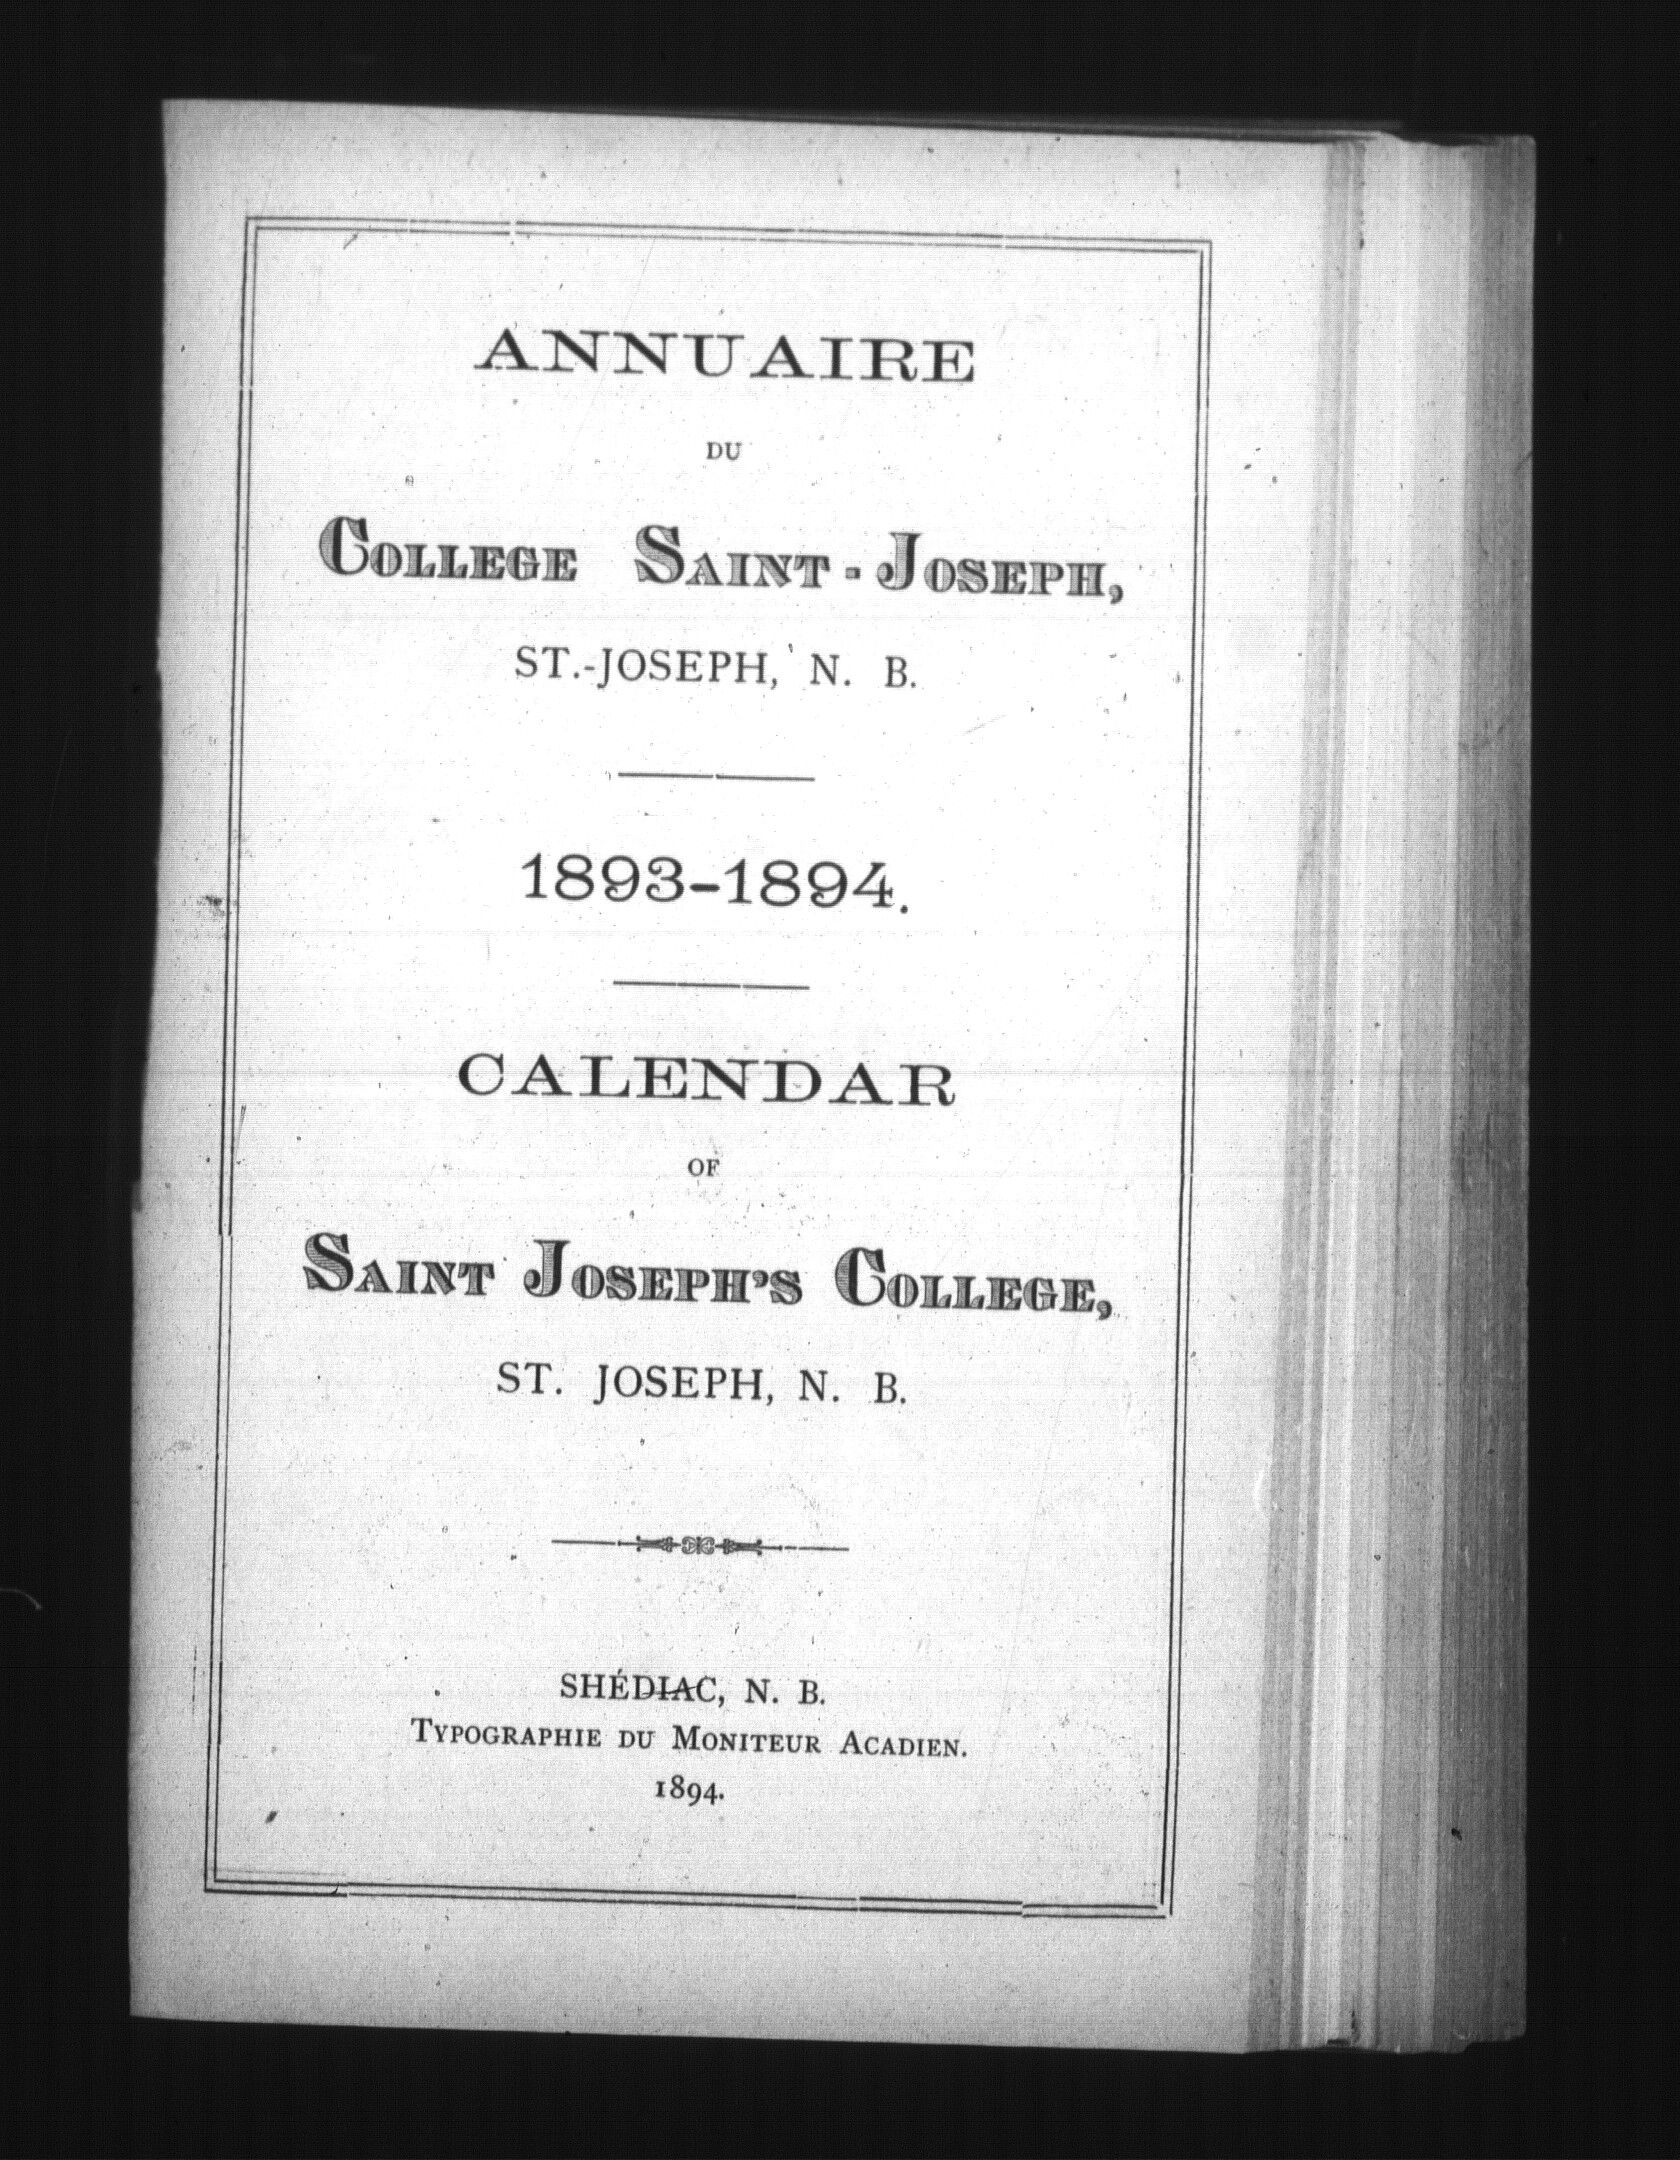 ANNUAIRE
DU
COLLEGE SAINT-JOSEPH,
ST.-JOSEPH, N. B.
1893-1894.
CALENDAR
OF
SAINT JOSEPH'S COLLEGE,
ST. JOSEPH, N. B.
SHÉDIAC, N. B.
TYPOGRAPHIE DU MONITEUR ACADIEN.
1894.